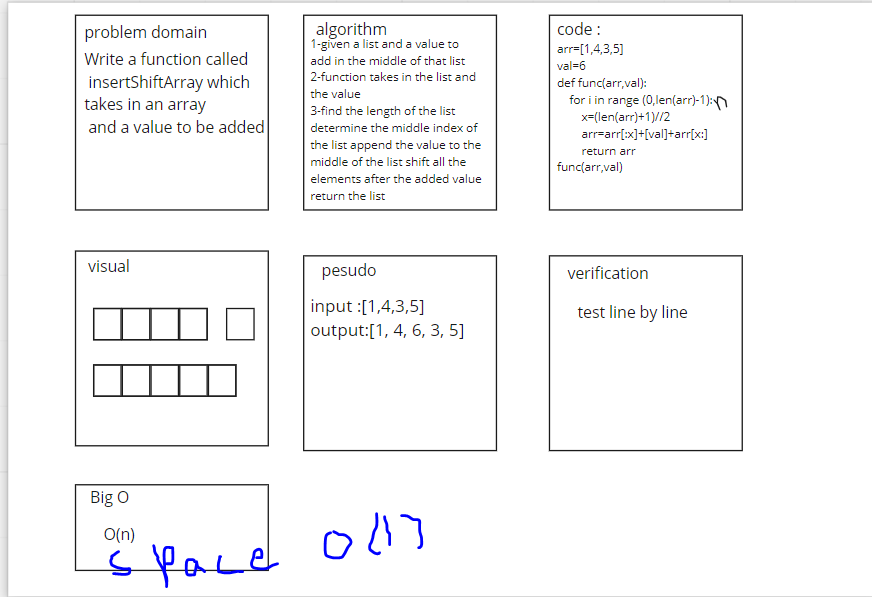 problem domain
Write a function called
insertShiftArray which
takes in an array
and a value to be added
algorithm
1-given a list and a value to
add in the middle of that list
2-function takes in the list and
the value
3-find the length of the list
determine the middle index of
the list append the value to the
middle of the list shift all the
elements after the added value
return the list
code :
arr=[1,4,3,5]
val=6
def func(arr,val):
for i in range (0,len(arr)-1): n
x=(len(arr)+1)//2
arr=arr[:x]+[val]+arr[x:]
return arr
func(arr,val)
visual
pesudo
input :[1,4,3,5]
output:[1, 4, 6, 3, 5]
verification
test line by line
Big O
O(n)
space O(1)